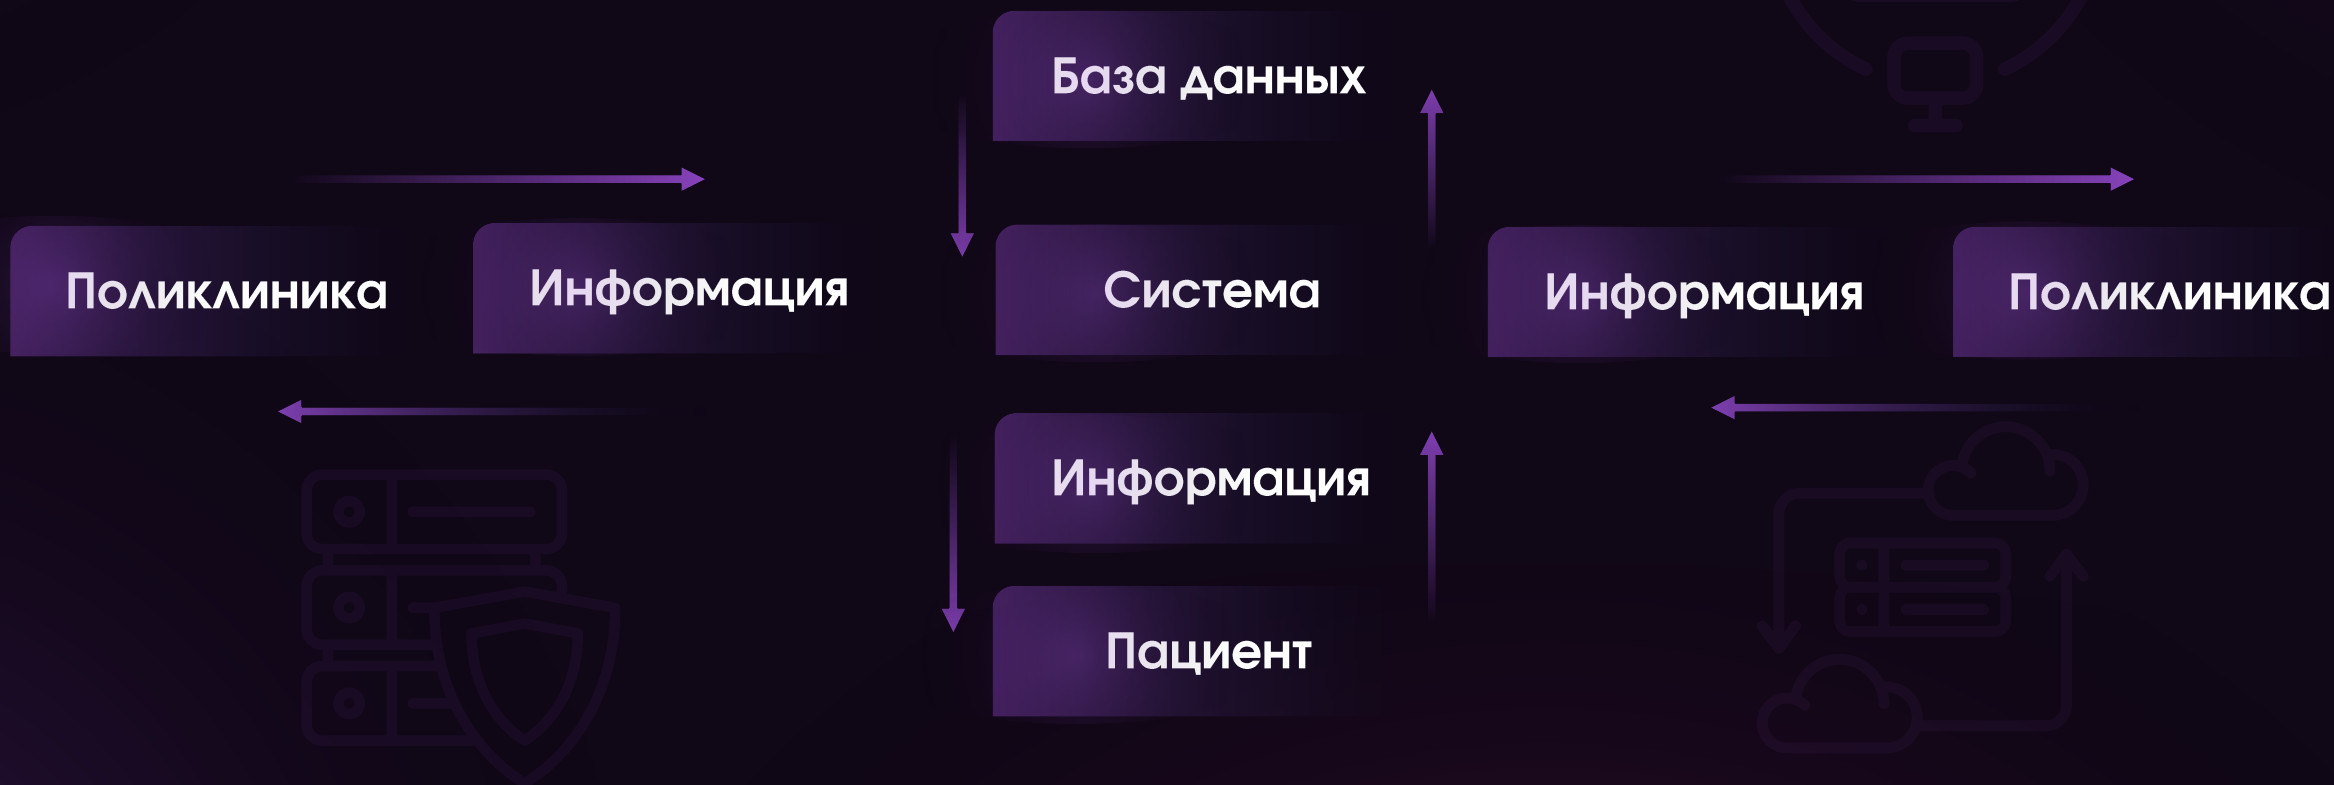 База данных
Поликлиника
Информация
Система
Информация
Поликлиника
Информация
Пациент